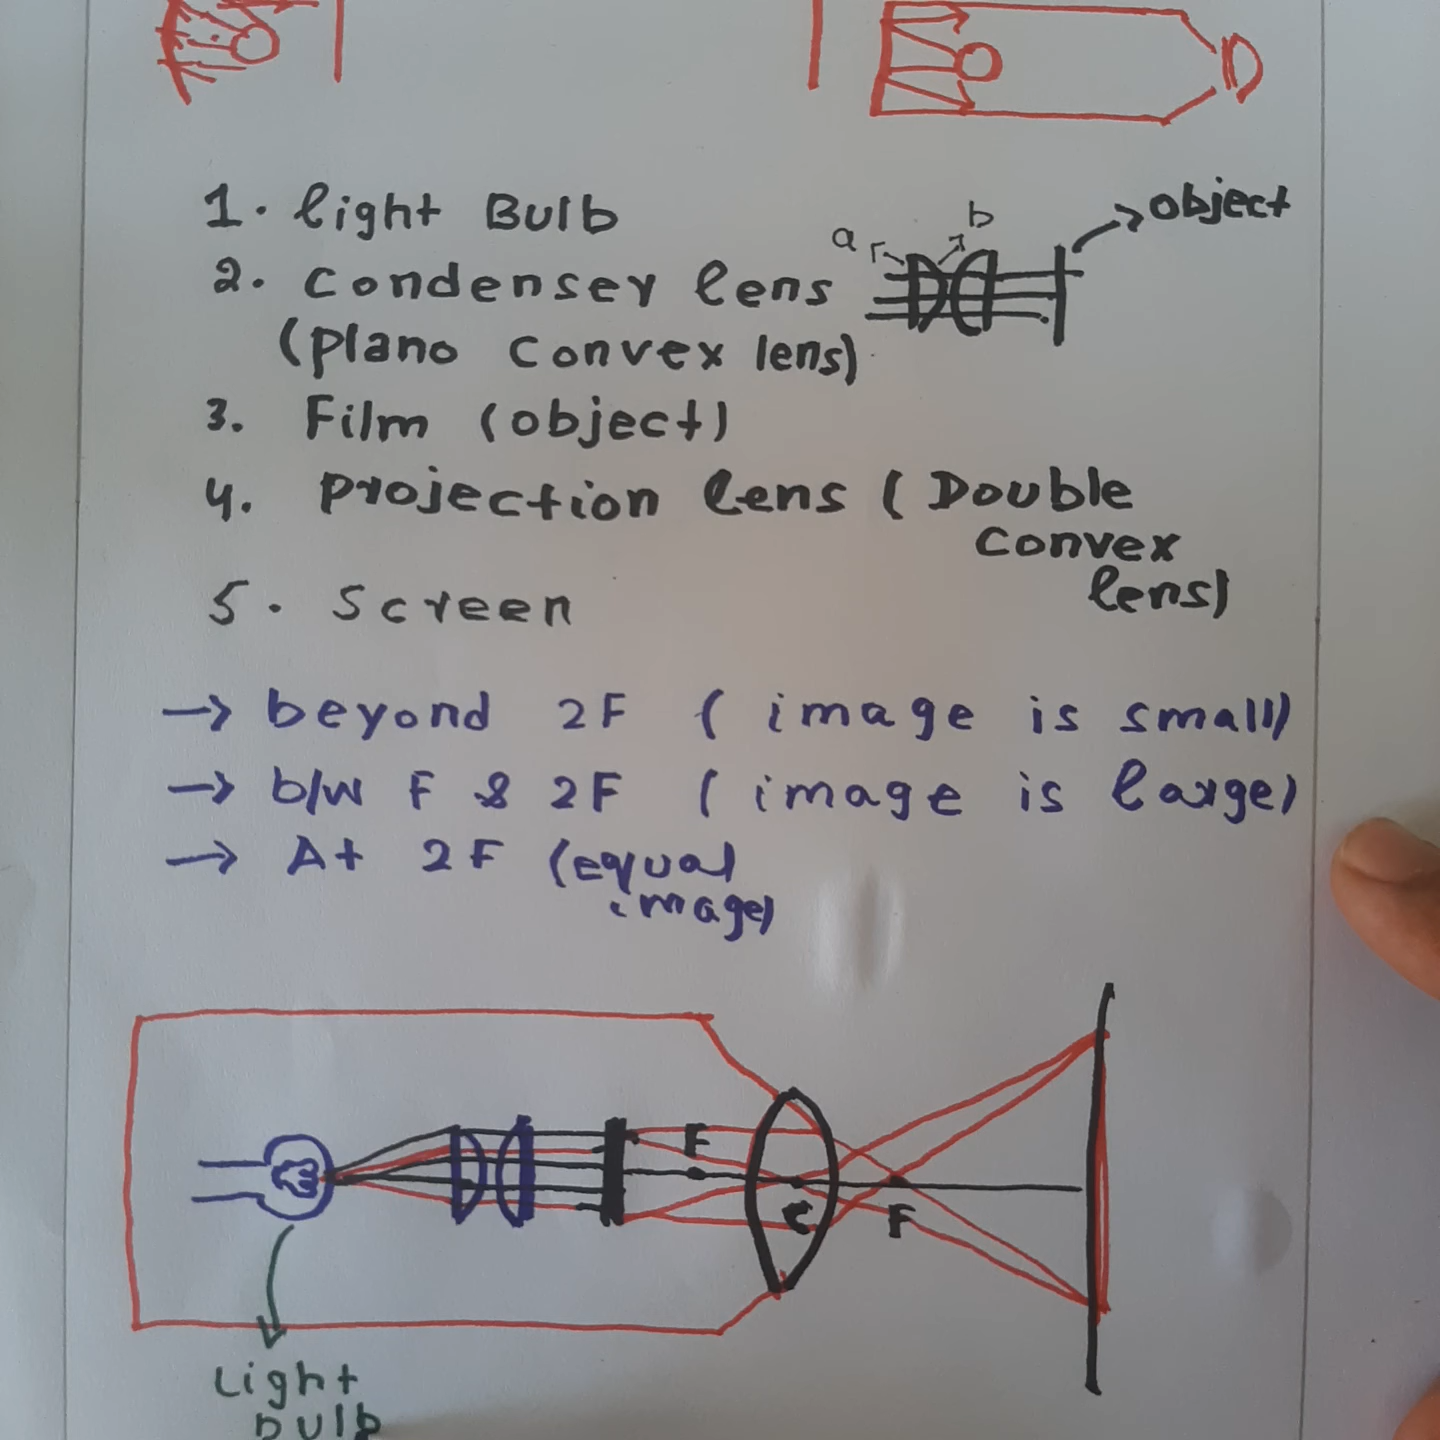 1. light Bulb
a b object
2. condenser lens
(plano convex lens)
3. Film (object)
4. projection lens (Double
convex
lens)
5. Screen
→ beyond 2F ( image is small)
→ b/w F & 2F ( image is large)
→ At 2F (equal
image)
F
C
F
Light
bulb